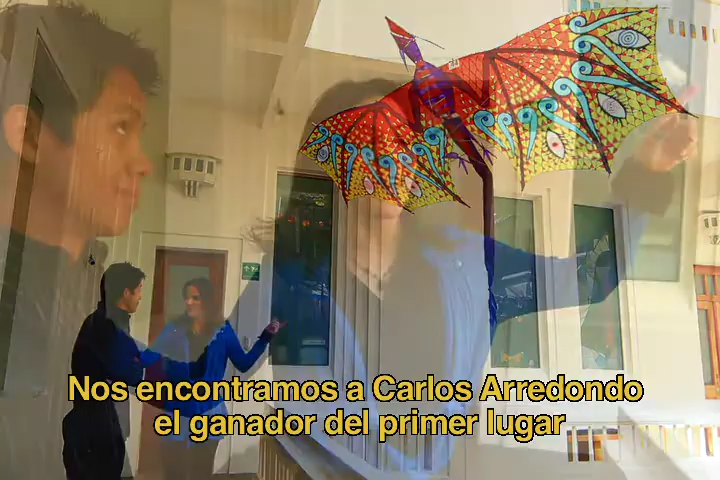 Nos encontramos a Carlos Arredondo
el ganador del primer lugar